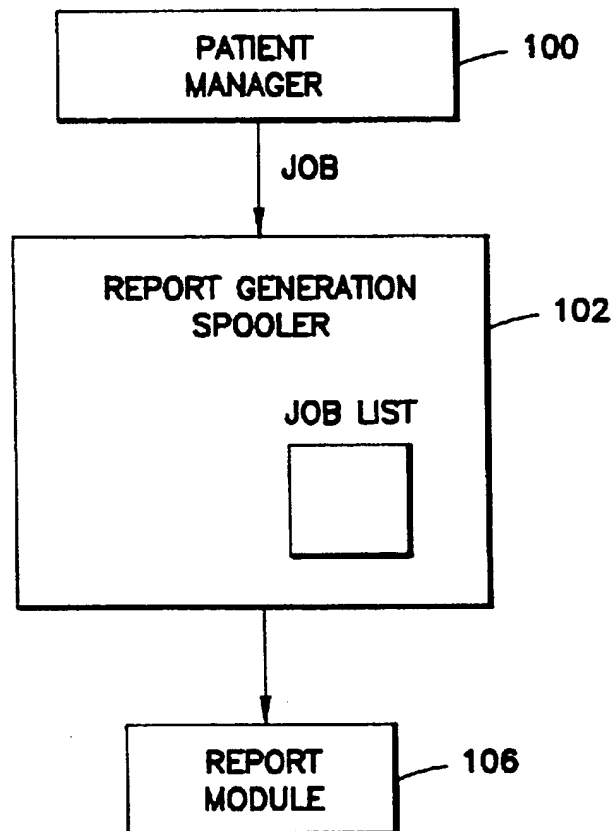 PATIENT
MANAGER
100
JOB
REPORT GENERATION
SPOOLER
102
JOB LIST
REPORT
MODULE
106